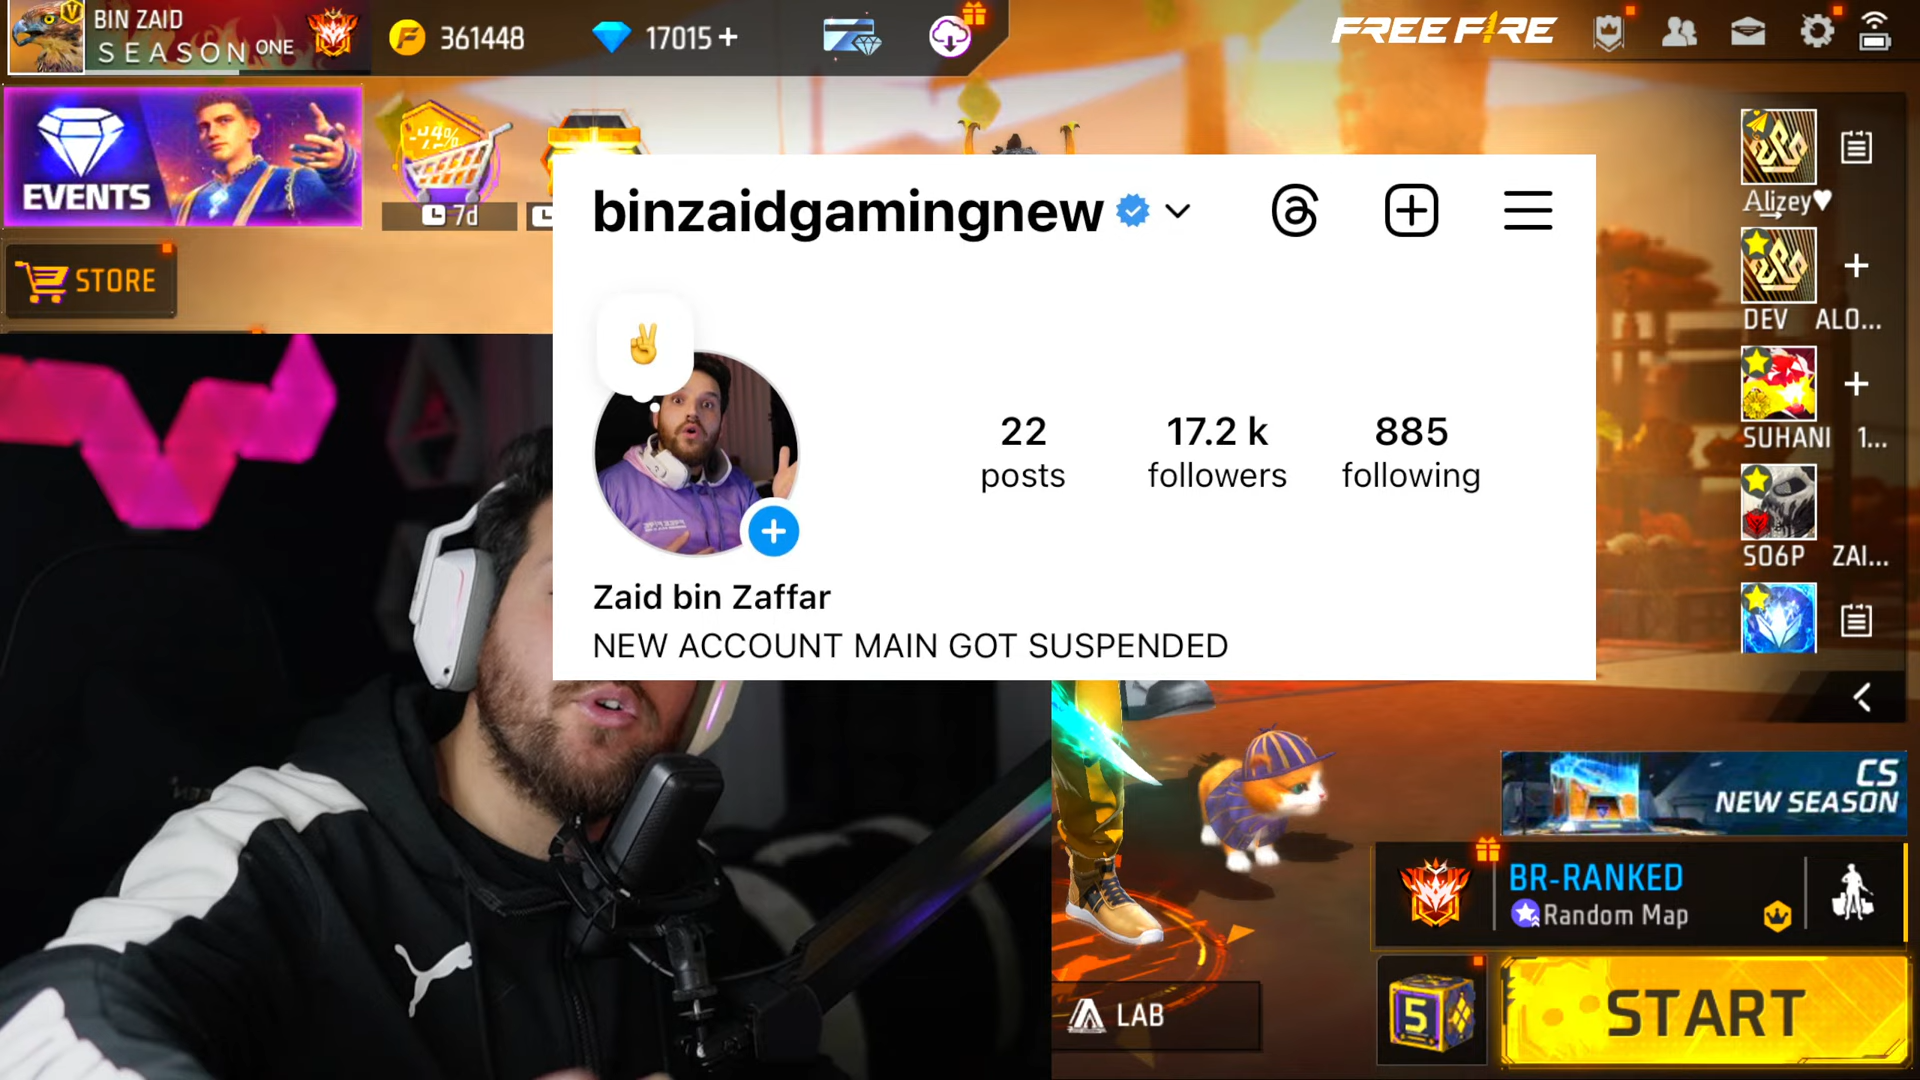 BIN ZAID
SEASON ONE
361448
17015+
FREE FIRE
EVENTS
-94%
7d
STORE
binzaidgamingnew
22
posts
17.2 k
followers
885
following
Zaid bin Zaffar
NEW ACCOUNT MAIN GOT SUSPENDED
Alizey♥
DEV ALO...
SUHANI 1...
SO6P ZAI...
CS
NEW SEASON
BR-RANKED
Random Map
LAB
5
START